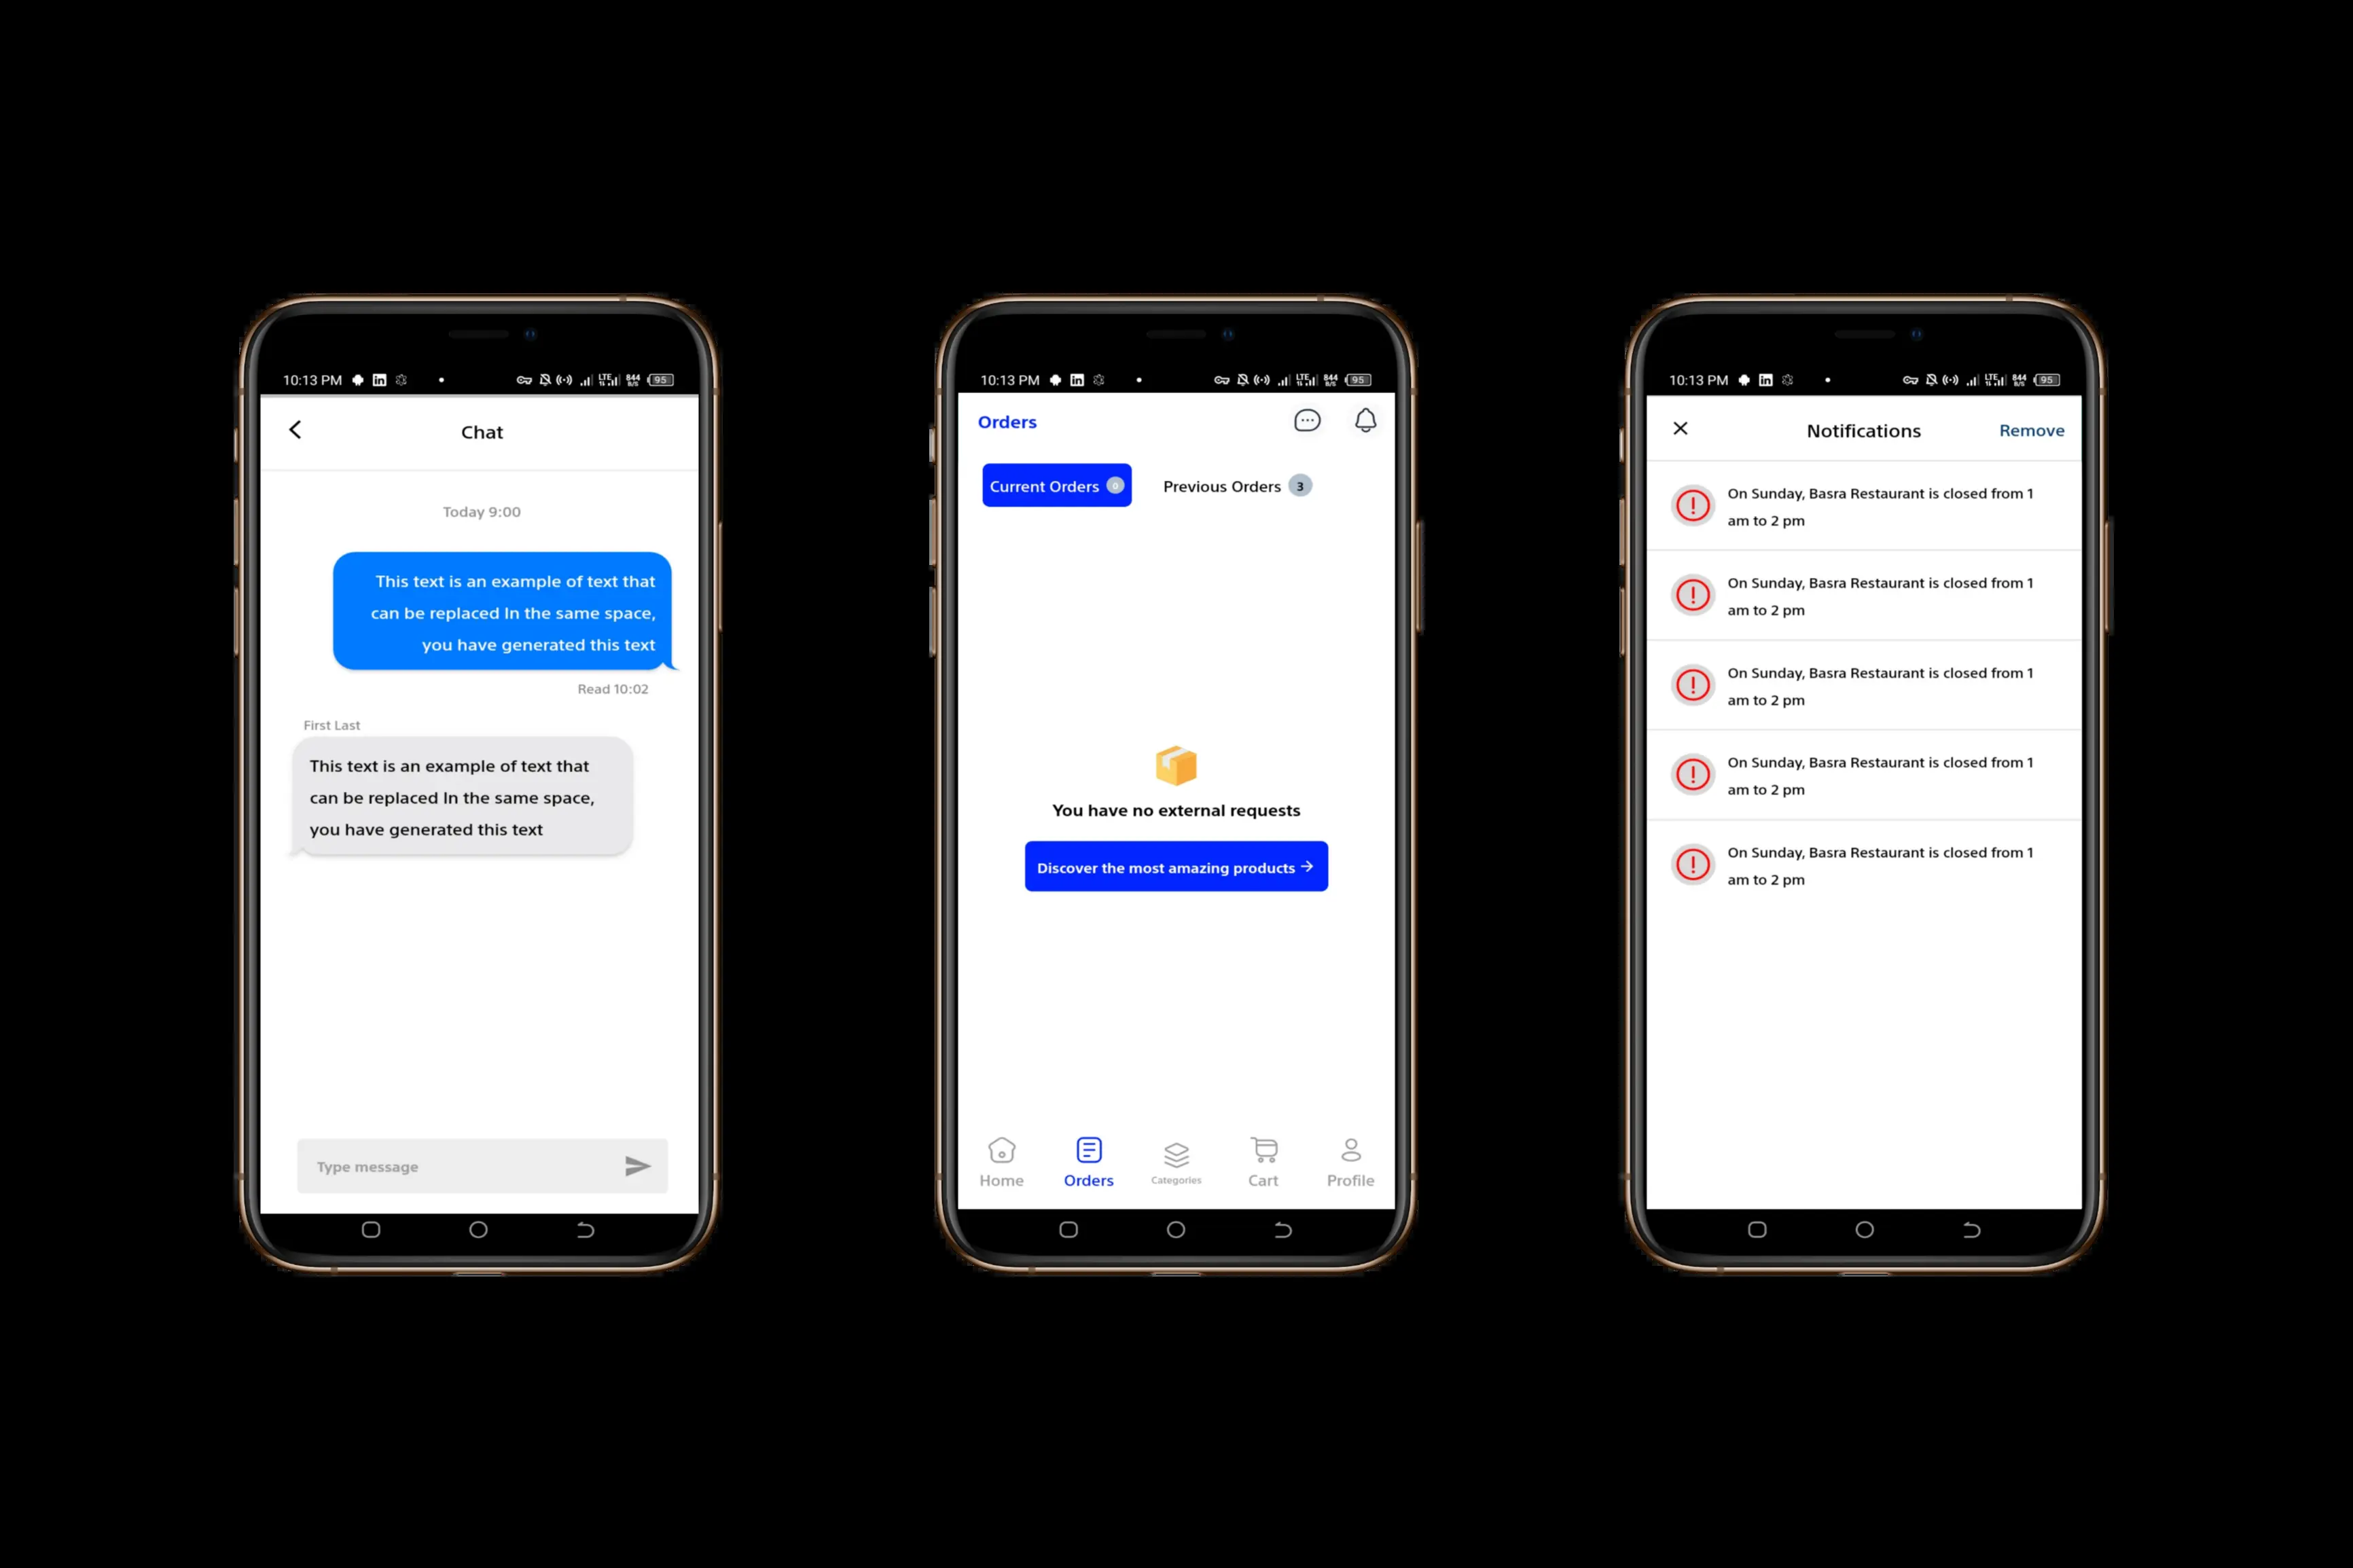 10:13 PM
LTE 844 B/S 95
Chat
Today 9:00
This text is an example of text that
can be replaced In the same space,
you have generated this text
Read 10:02
First Last
This text is an example of text that
can be replaced In the same space,
you have generated this text
Type message
10:13 PM
LTE 844 B/S 95
Orders
Current Orders 0
Previous Orders 3
You have no external requests
Discover the most amazing products
Home
Orders
Categories
Cart
Profile
10:13 PM
LTE 844 B/S 95
Notifications
Remove
On Sunday, Basra Restaurant is closed from 1
am to 2 pm
On Sunday, Basra Restaurant is closed from 1
am to 2 pm
On Sunday, Basra Restaurant is closed from 1
am to 2 pm
On Sunday, Basra Restaurant is closed from 1
am to 2 pm
On Sunday, Basra Restaurant is closed from 1
am to 2 pm